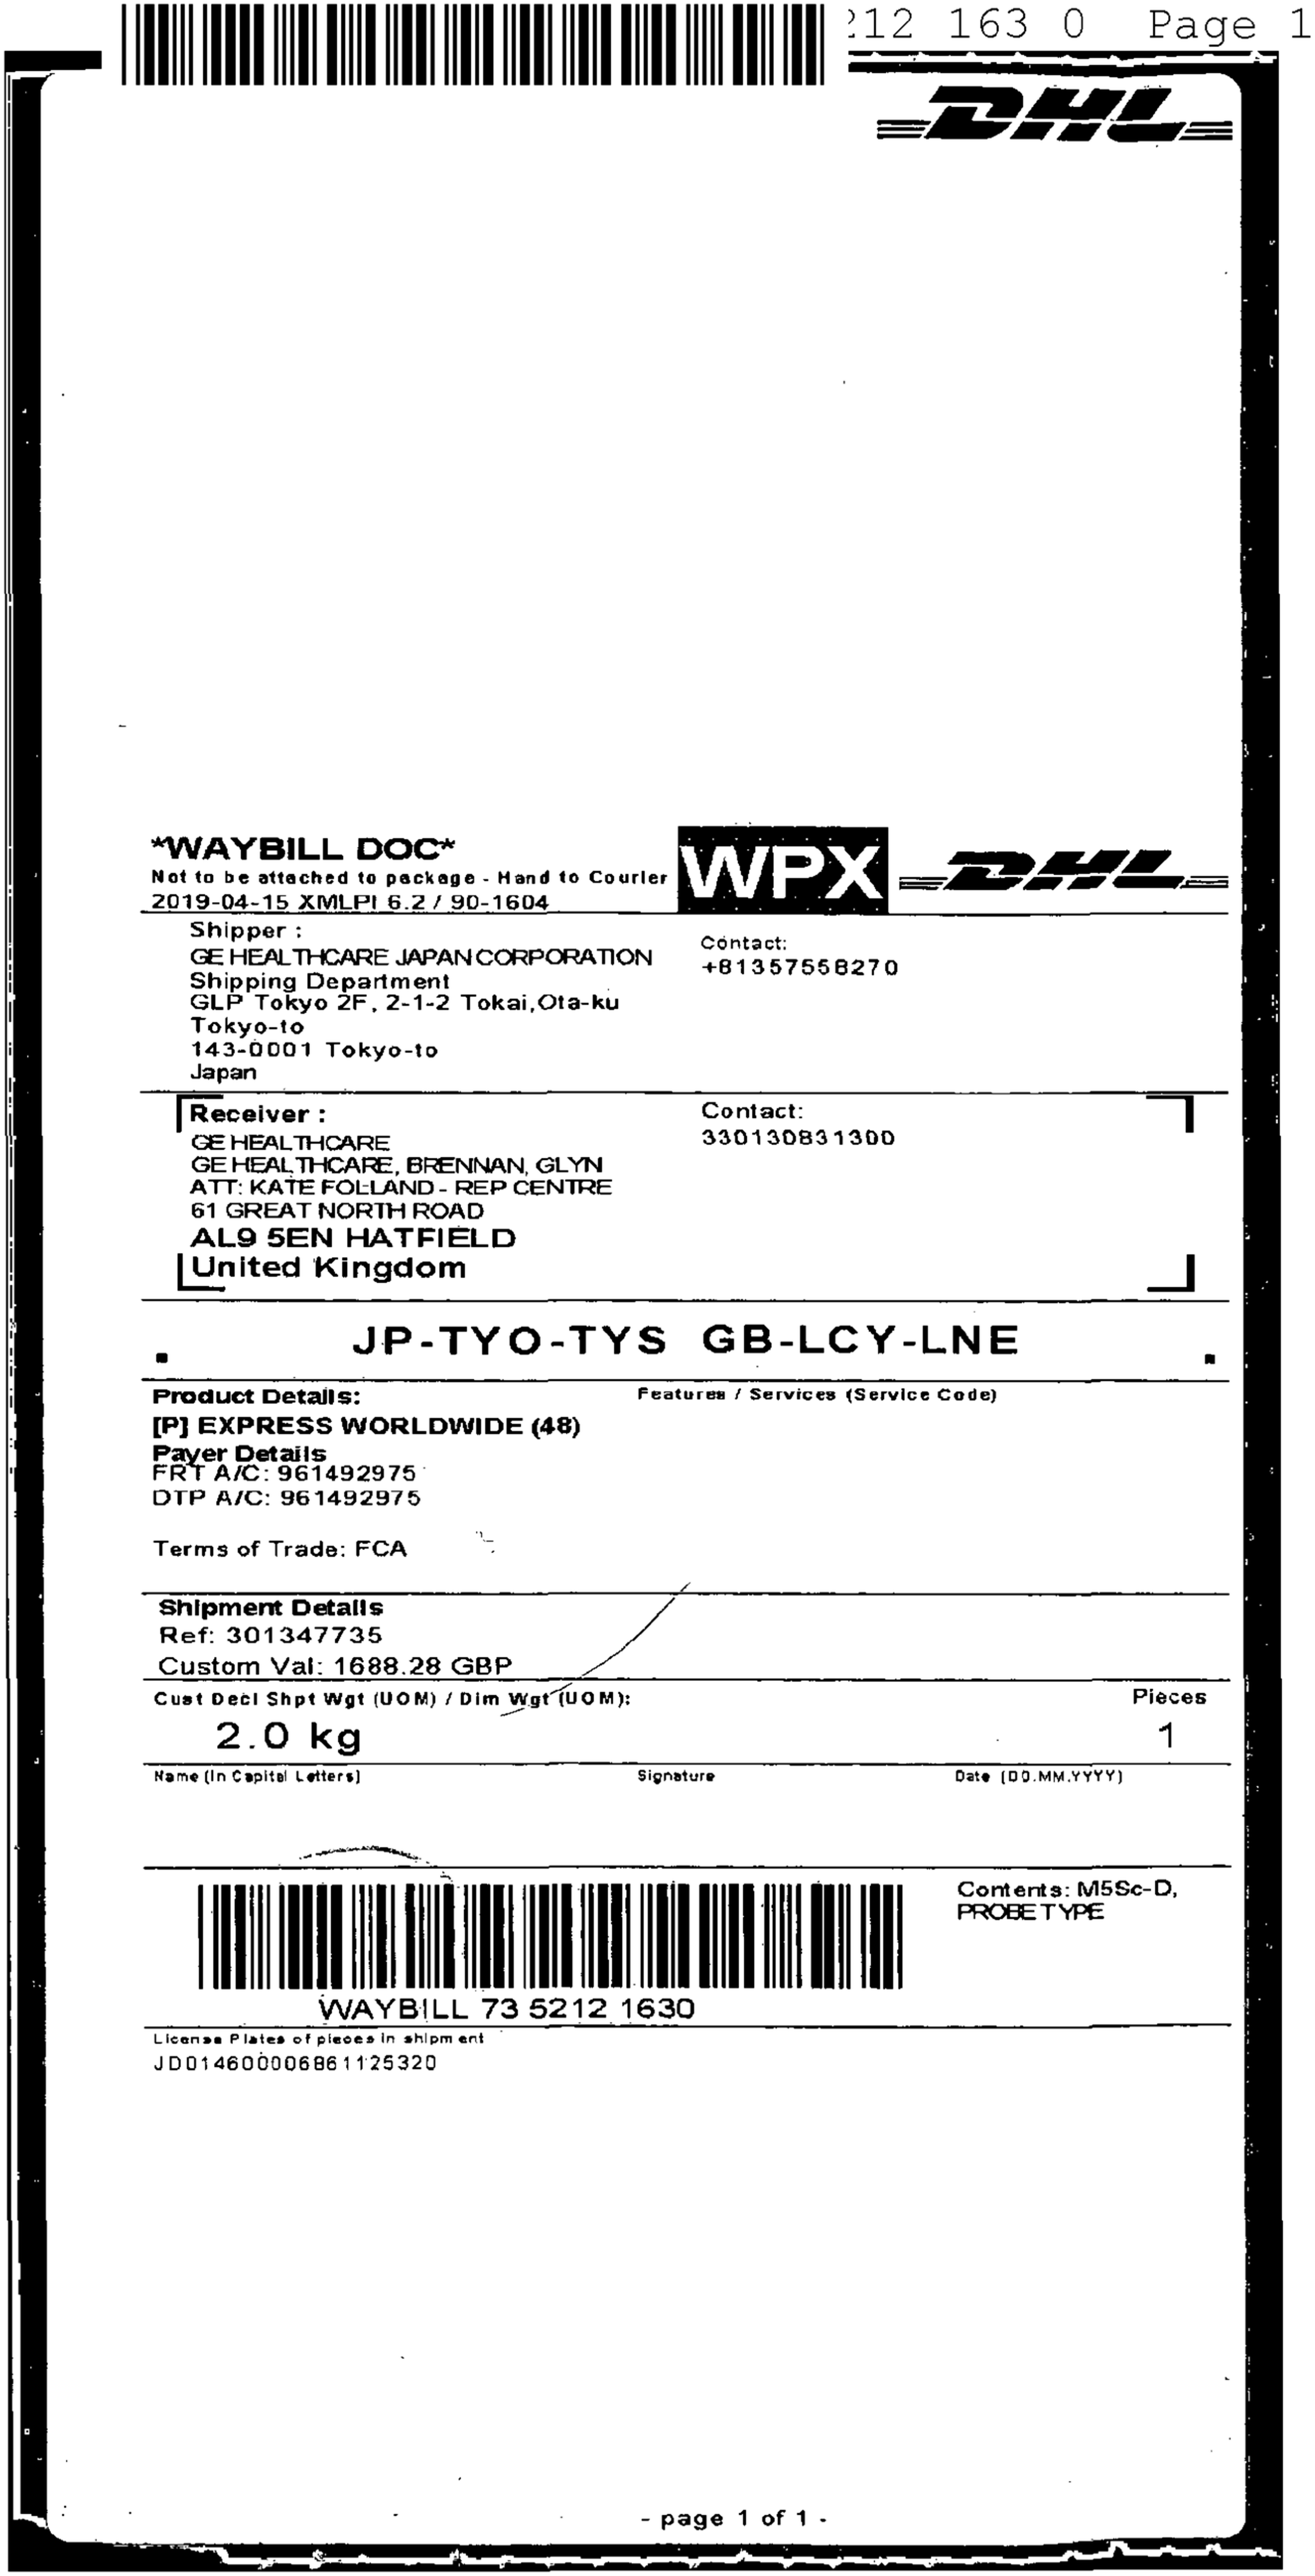 212 163 0 Page 1
DHL
*WAYBILL DOC*
Not to be attached to package - Hand to Courier
2019-04-15 XMLPI 6.2 / 90-1604
WPX
DHL
Shipper :
GE HEALTHCARE JAPAN CORPORATION
Shipping Department
GLP Tokyo 2F, 2-1-2 Tokai,Ota-ku
Tokyo-to
143-0001 Tokyo-to
Japan
Contact:
+81357558270
Receiver :
GE HEALTHCARE
GE HEALTHCARE, BRENNAN, GLYN
ATT: KATE FOLLAND - REP CENTRE
61 GREAT NORTH ROAD
AL9 5EN HATFIELD
United Kingdom
Contact:
330130831300
JP-TYO-TYS GB-LCY-LNE
Product Details:
Features / Services (Service Code)
[P] EXPRESS WORLDWIDE (48)
Payer Details
FRT A/C: 961492975
DTP A/C: 961492975
Terms of Trade: FCA
Shipment Details
Ref: 301347735
Custom Val: 1688.28 GBP
Cust Decl Shpt Wgt (UOM) / Dim Wgt (UOM):
Pieces
2.0 kg
1
Name (In Capital Letters)
Signature
Date (DD.MM.YYYY)
Contents: M5Sc-D,
PROBE TYPE
WAYBILL 73 5212 1630
License Plates of pieces in shipment
JD014600006861125320
- page 1 of 1 -